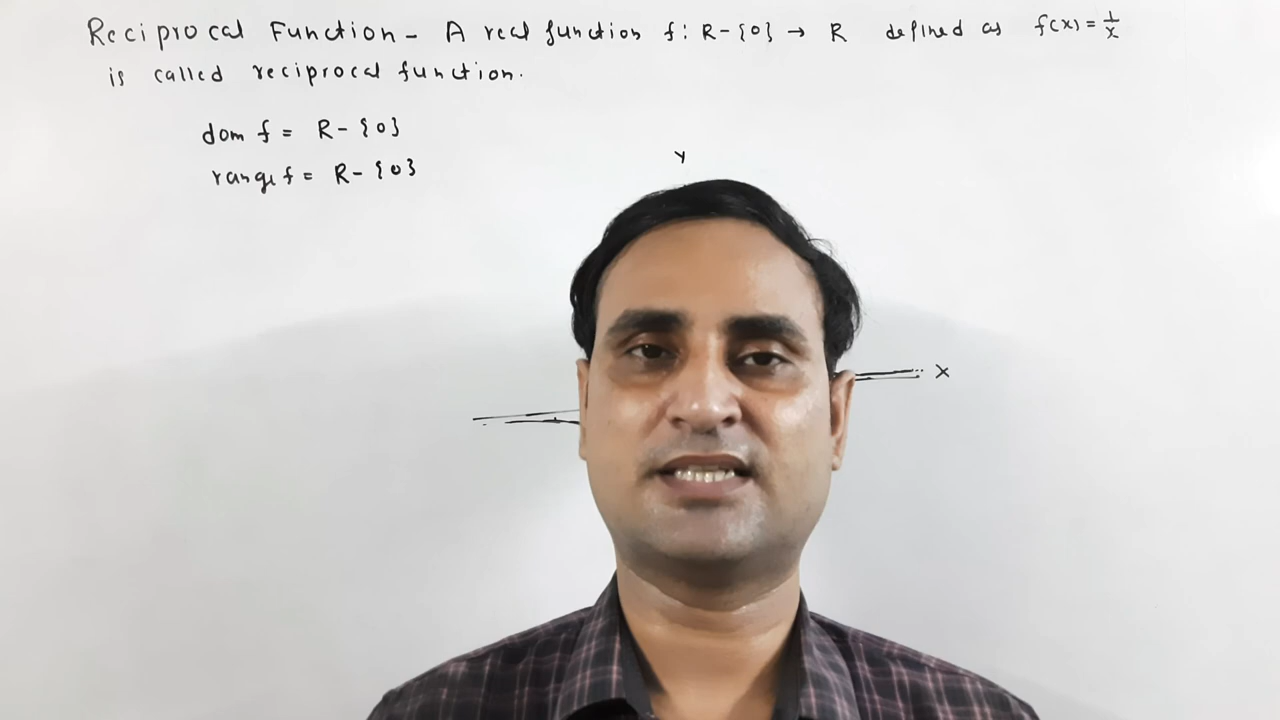 Reciprocal Function - A real function f: R-{0} → R defined as f(x) = 1/x
is called reciprocal function.
dom f = R-{0}
range f = R-{0}
Y
X